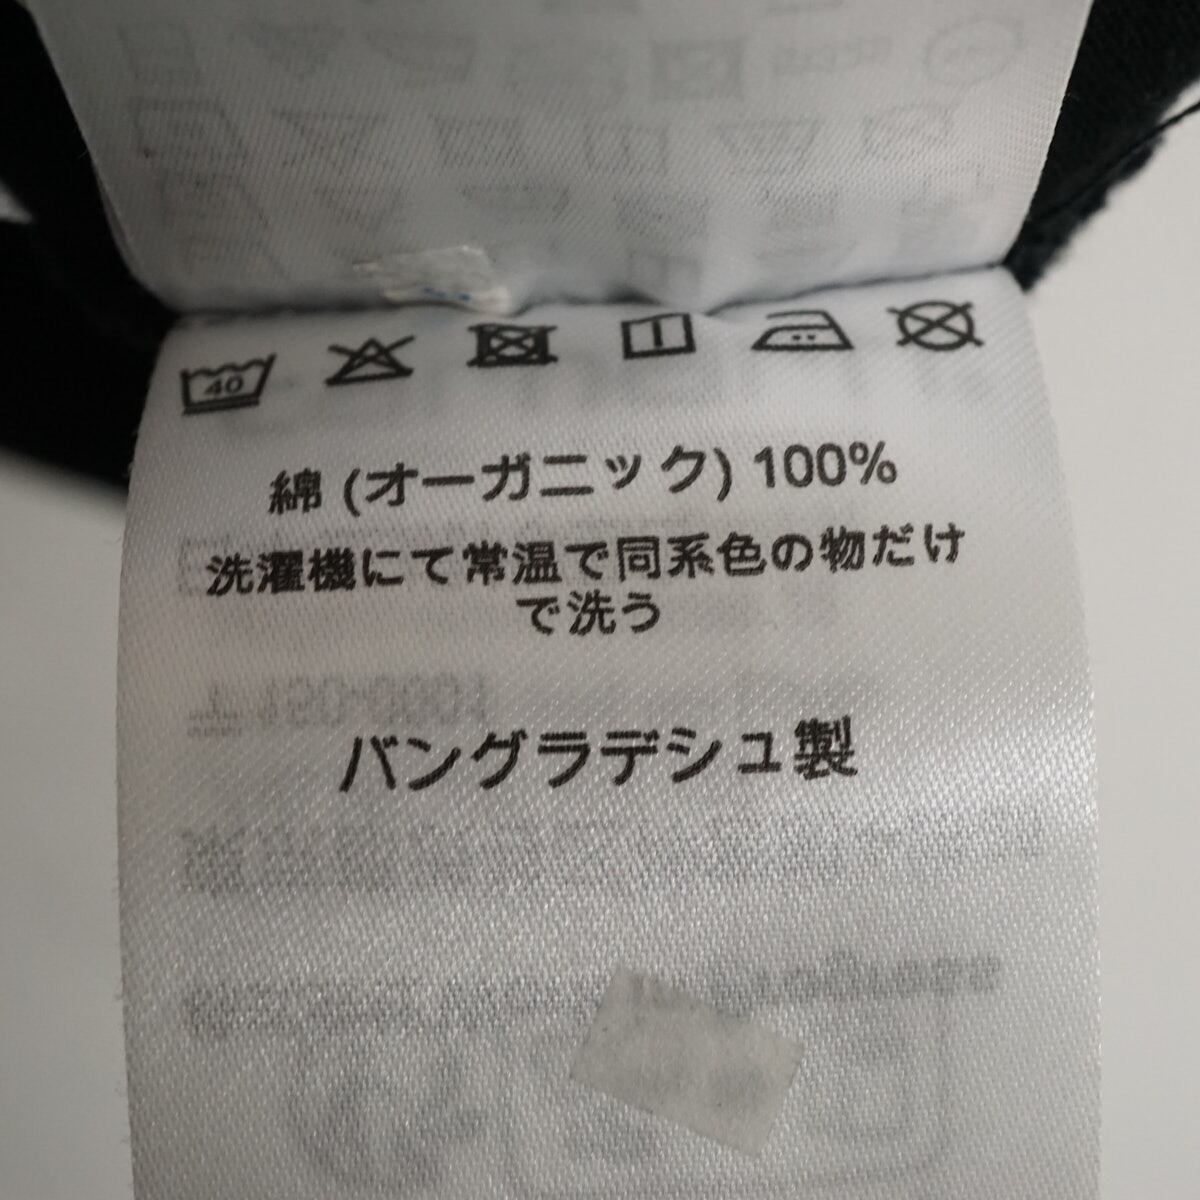 40
綿 (オーガニック) 100%
洗濯機にて常温で同系色の物だけ
で洗う
バングラデシュ製